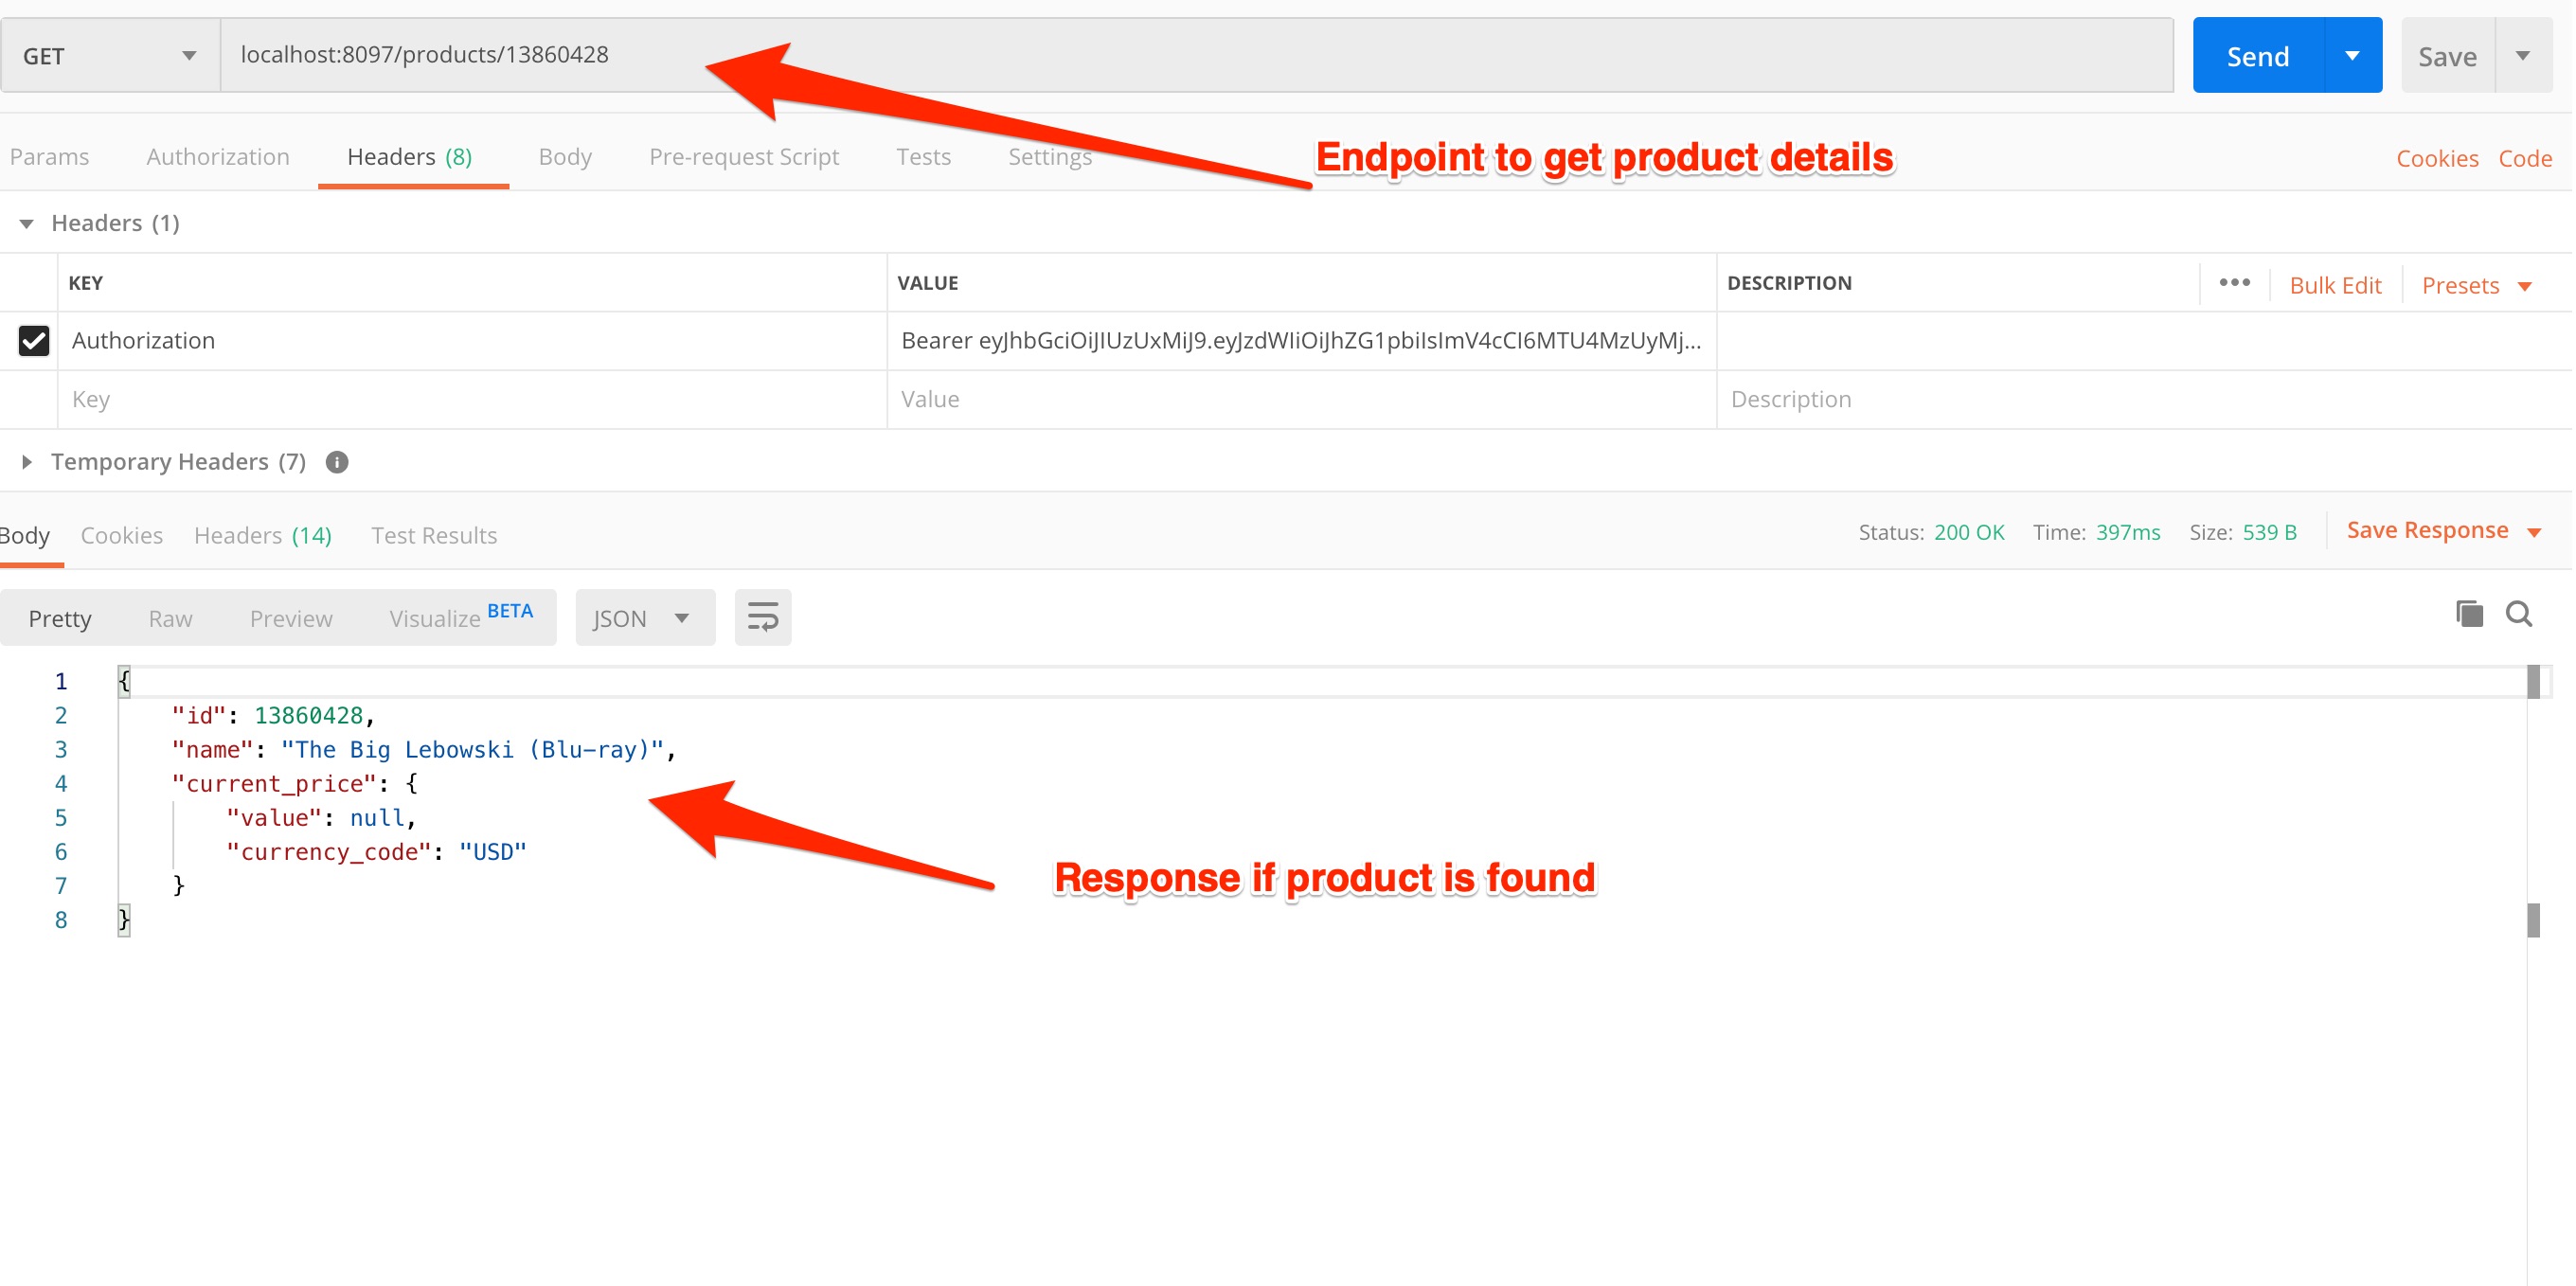 GET localhost:8097/products/13860428 Send Save
Params Authorization Headers (8) Body Pre-request Script Tests Settings Cookies Code
Endpoint to get product details
Headers (1)
KEY VALUE DESCRIPTION ••• Bulk Edit Presets
Authorization Bearer eyJhbGciOiJIUzUxMiJ9.eyJzdWIiOiJhZG1pbiIsImV4cCI6MTU4MzUyMj...
Key Value Description
Temporary Headers (7)
Body Cookies Headers (14) Test Results Status: 200 OK Time: 397ms Size: 539 B Save Response
Pretty Raw Preview Visualize BETA JSON
1 {
2 "id": 13860428,
3 "name": "The Big Lebowski (Blu-ray)",
4 "current_price": {
5 "value": null,
6 "currency_code": "USD"
7 }
8 }
Response if product is found